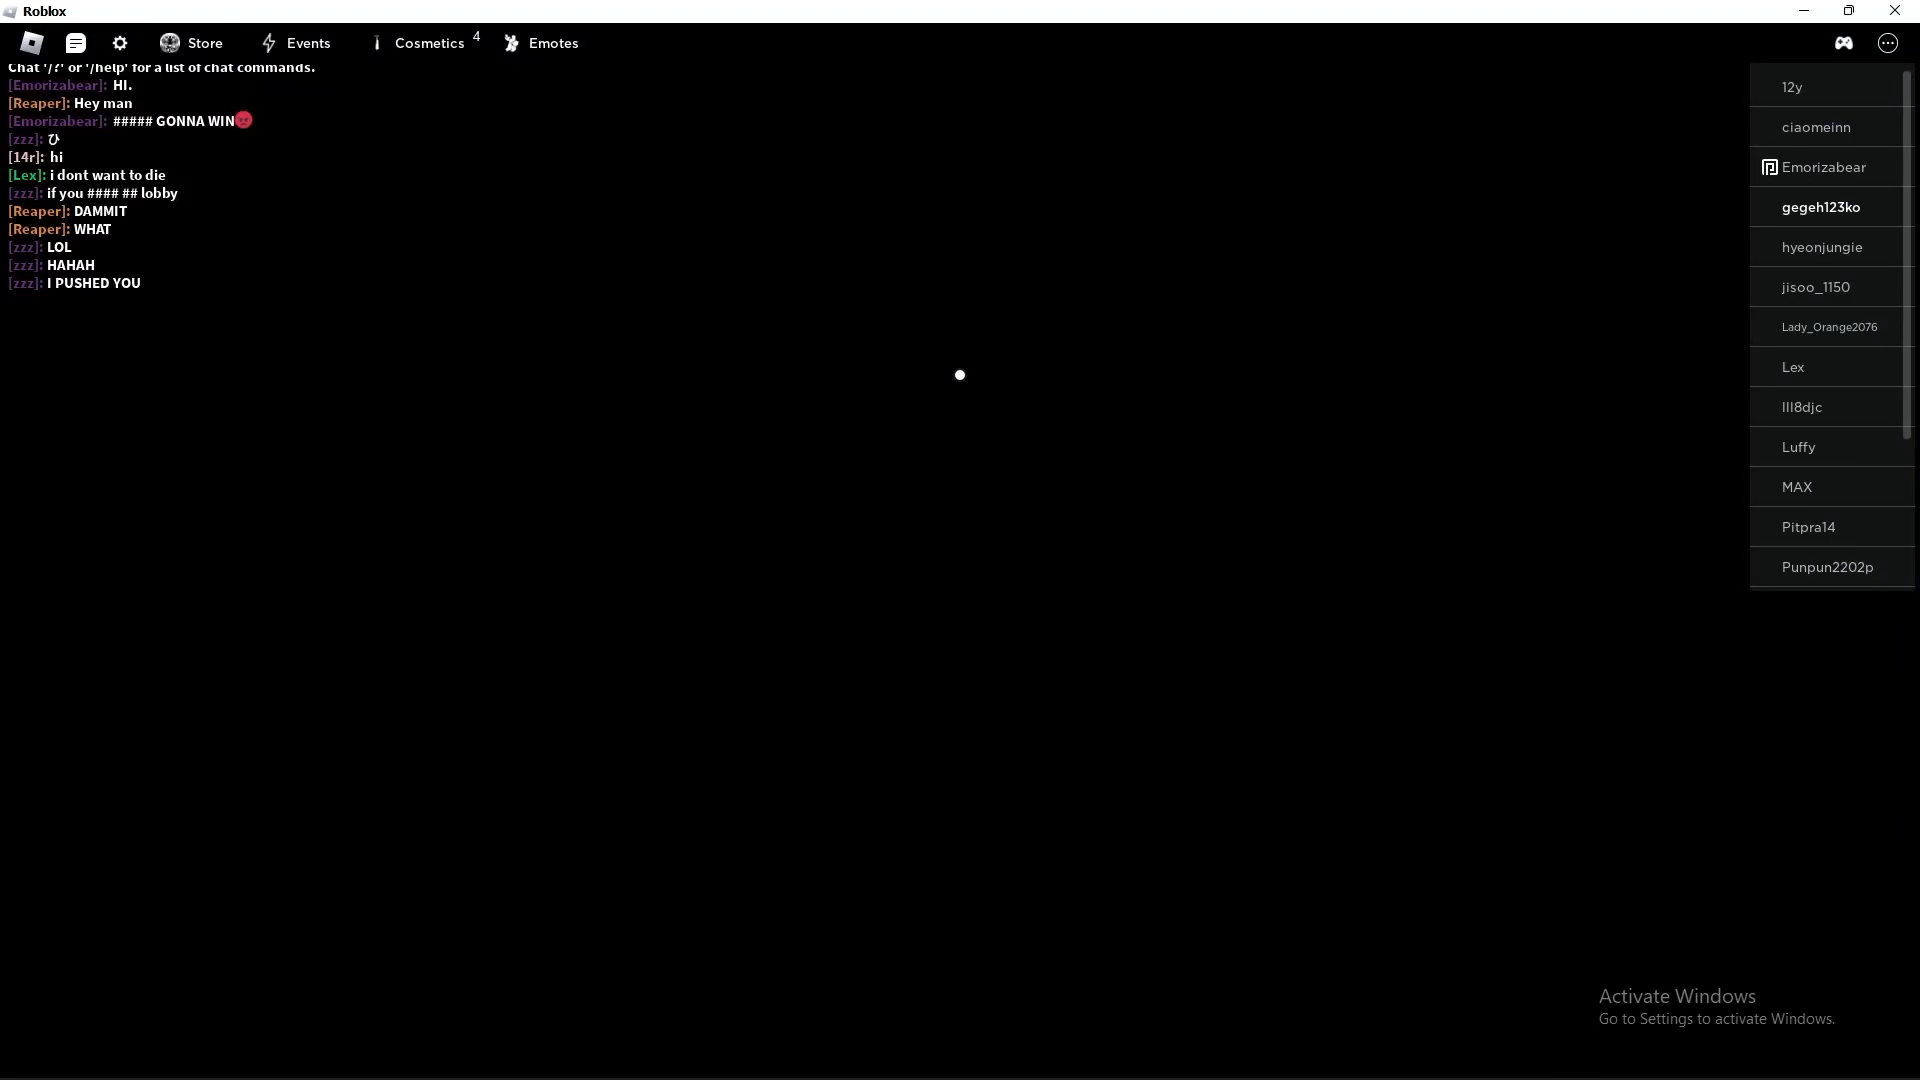 Roblox
Store
Events
Cosmetics 4
Emotes
Chat '/?' or '/help' for a list of chat commands.
[Emorizabear]: HI.
[Reaper]: Hey man
[Emorizabear]: ##### GONNA WIN😡
[zzz]: ひ
[14r]: hi
[Lex]: i dont want to die
[zzz]: if you #### ## lobby
[Reaper]: DAMMIT
[Reaper]: WHAT
[zzz]: LOL
[zzz]: HAHAH
[zzz]: I PUSHED YOU
12y
ciaomeinn
Emorizabear
gegeh123ko
hyeonjungie
jisoo_1150
Lady_Orange2076
Lex
lll8djc
Luffy
MAX
Pitpra14
Punpun2202p
Activate Windows
Go to Settings to activate Windows.